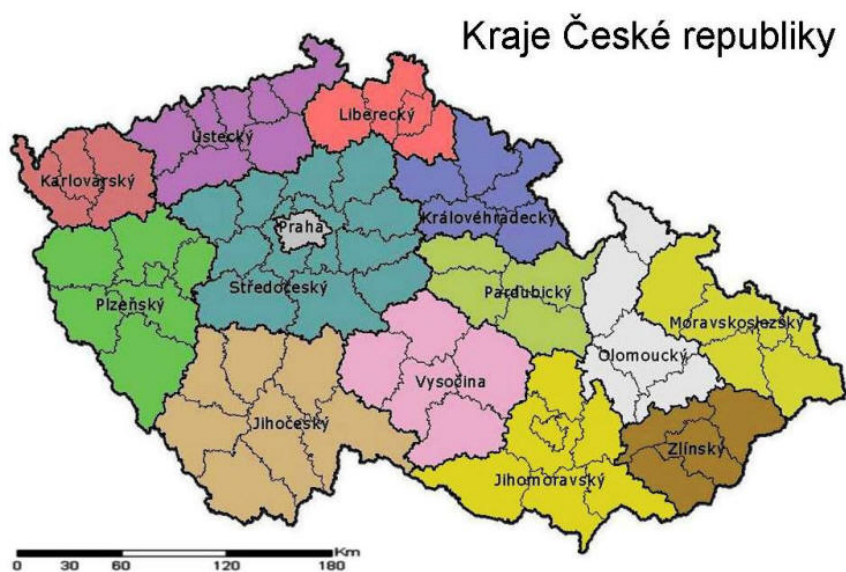 Kraje České republiky
Liberecký
Ústecký
Karlovarský
Královéhradecký
Praha
Středočeský
Pardubický
Plzeňský
Moravskoslezský
Olomoucký
Vysočina
Jihočeský
Zlínský
Jihomoravský
Km
0 30 60 120 180